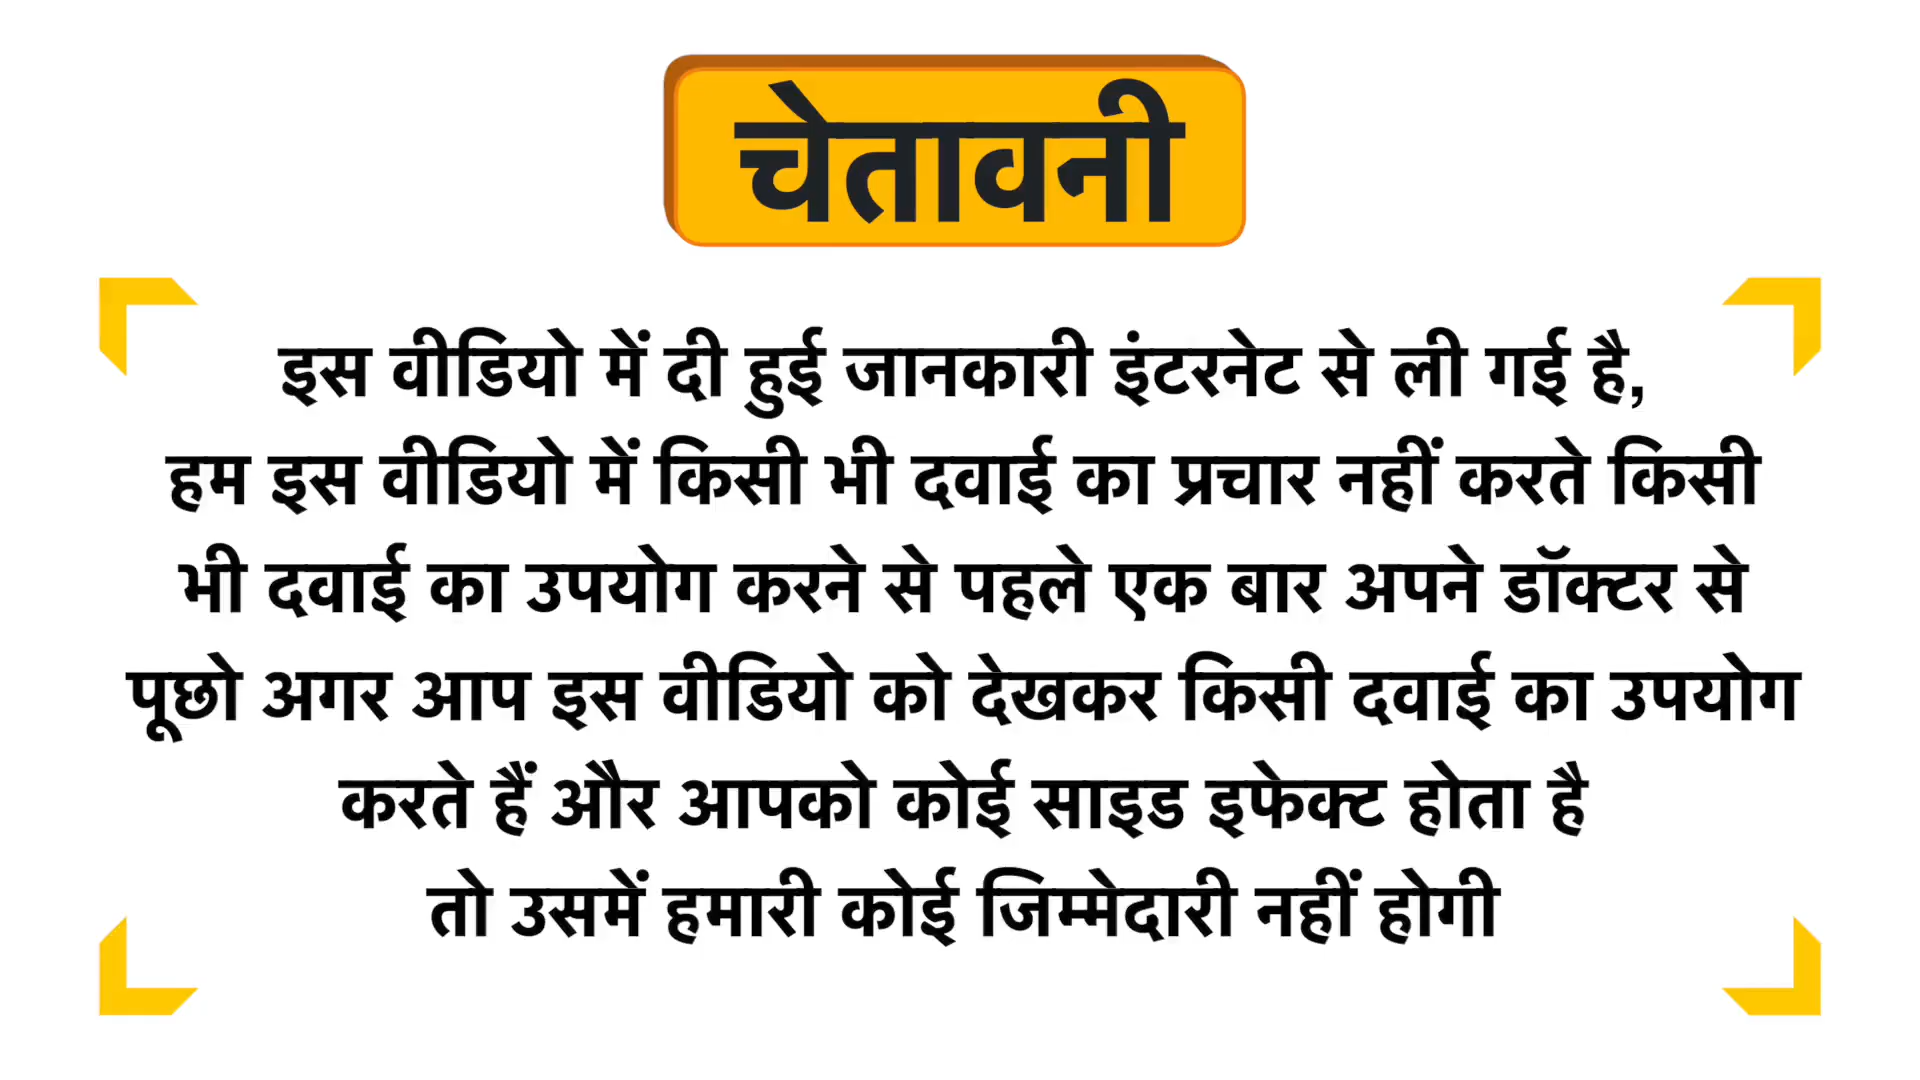 चेतावनी
इस वीडियो में दी हुई जानकारी इंटरनेट से ली गई है,
हम इस वीडियो में किसी भी दवाई का प्रचार नहीं करते किसी
भी दवाई का उपयोग करने से पहले एक बार अपने डॉक्टर से
पूछो अगर आप इस वीडियो को देखकर किसी दवाई का उपयोग
करते हैं और आपको कोई साइड इफेक्ट होता है
तो उसमें हमारी कोई जिम्मेदारी नहीं होगी